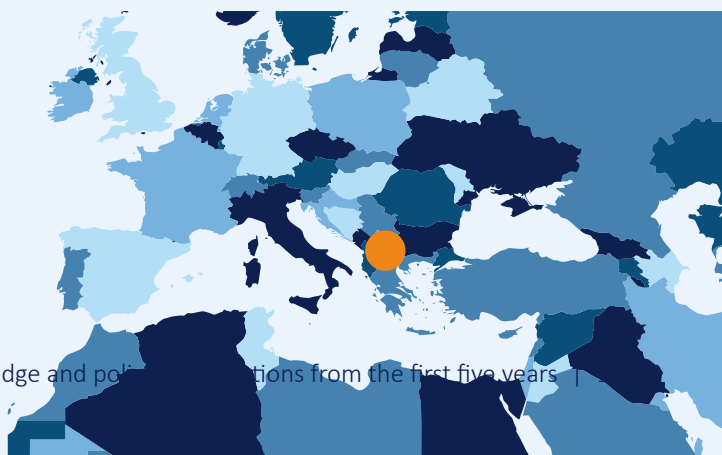 dge and poli tions from the first five years |